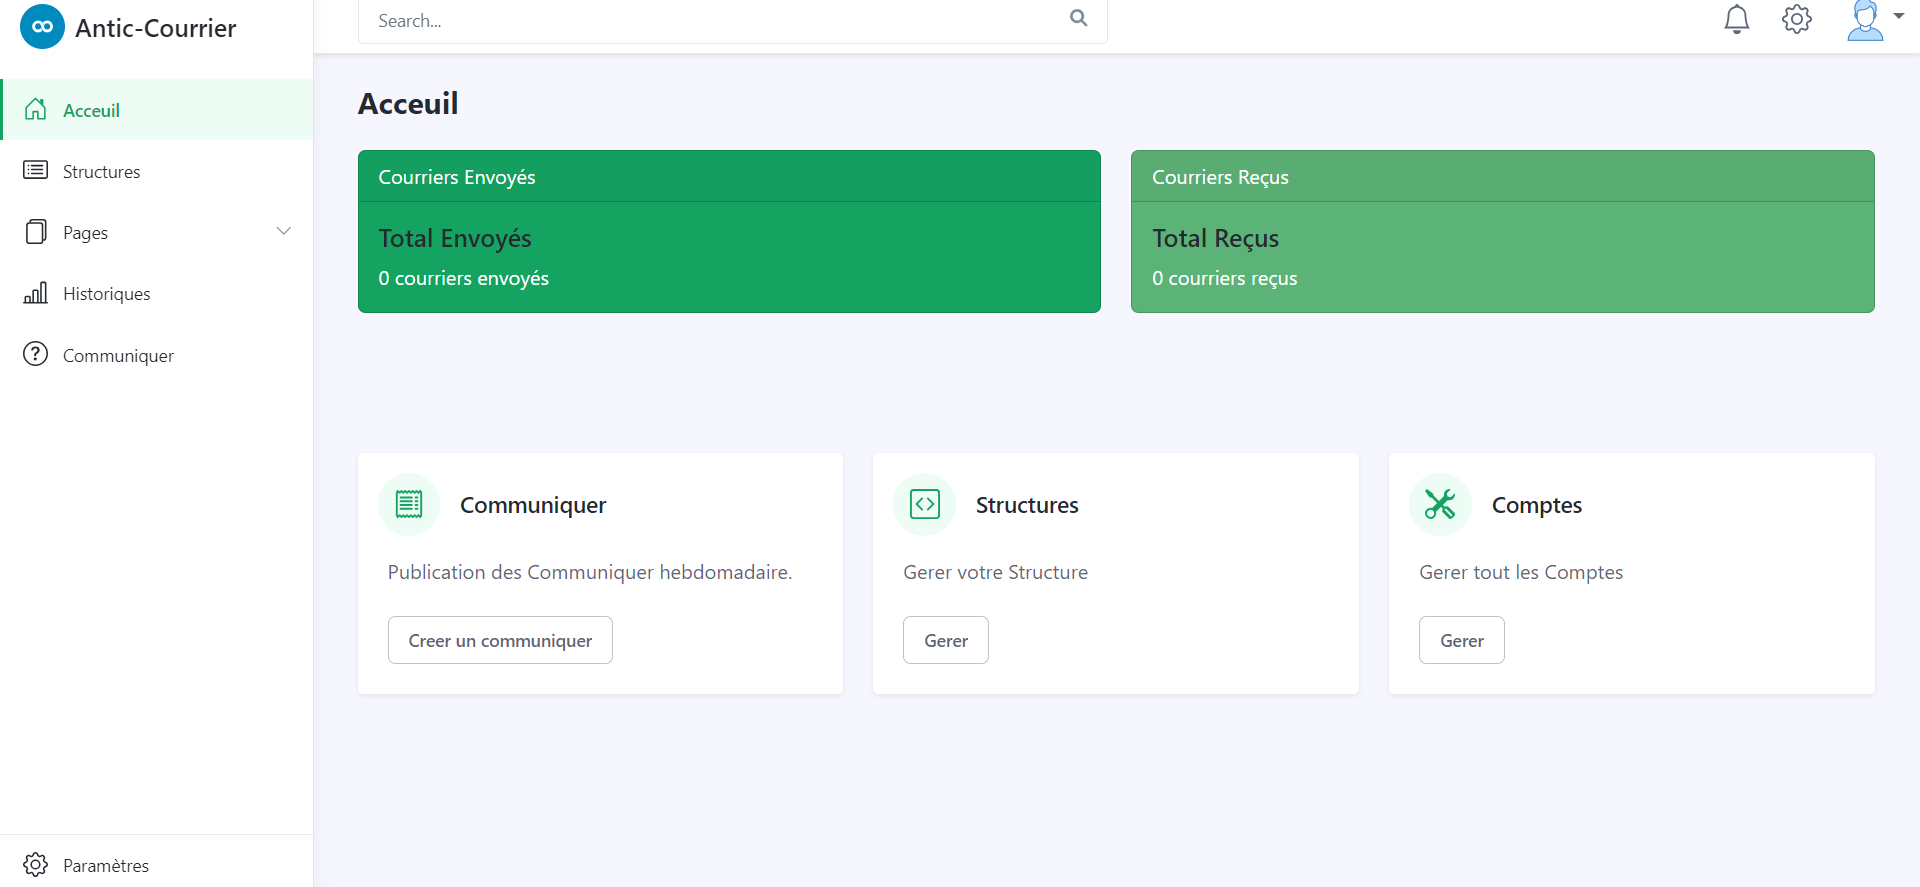 Antic-Courrier
Search...
Acceuil
Structures
Pages
Historiques
Communiquer
Paramètres
Acceuil
Courriers Envoyés
Total Envoyés
0 courriers envoyés
Courriers Reçus
Total Reçus
0 courriers reçus
Communiquer
Publication des Communiquer hebdomadaire.
Creer un communiquer
Structures
Gerer votre Structure
Gerer
Comptes
Gerer tout les Comptes
Gerer